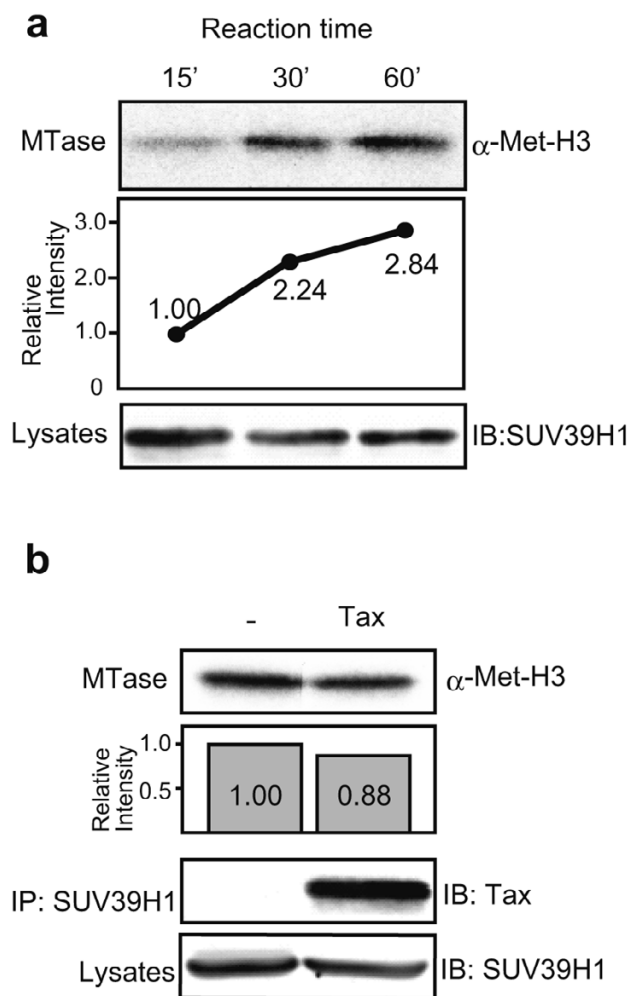 a
Reaction time
15’ 30’ 60’
MTase α-Met-H3
Relative Intensity
3.0
2.0
1.0
0
1.00
2.24
2.84
Lysates IB:SUV39H1
b
- Tax
MTase α-Met-H3
Relative Intensity
1.0
0.5
1.00 0.88
IP: SUV39H1 IB: Tax
Lysates IB: SUV39H1